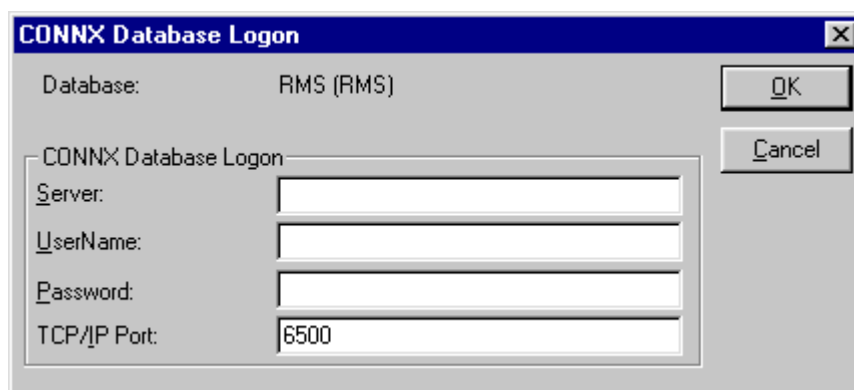 CONNX Database Logon
Database: RMS (RMS)
OK
Cancel
CONNX Database Logon
Server:
UserName:
Password:
TCP/IP Port: 6500